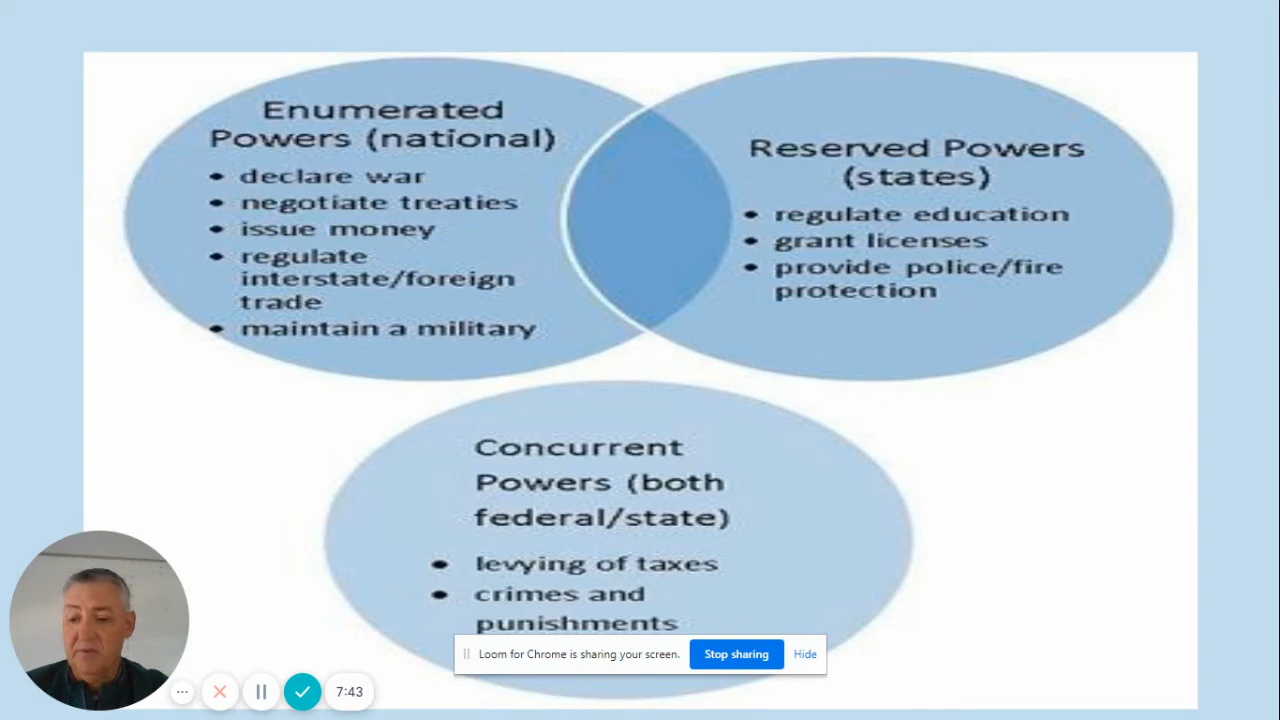 Enumerated
Powers (national)
• declare war
• negotiate treaties
• issue money
• regulate
interstate/foreign
trade
• maintain a military
Reserved Powers
(states)
• regulate education
• grant licenses
• provide police/fire
protection
Concurrent
Powers (both
federal/state)
• levying of taxes
• crimes and
punishments
Loom for Chrome is sharing your screen. Stop sharing Hide
7:43